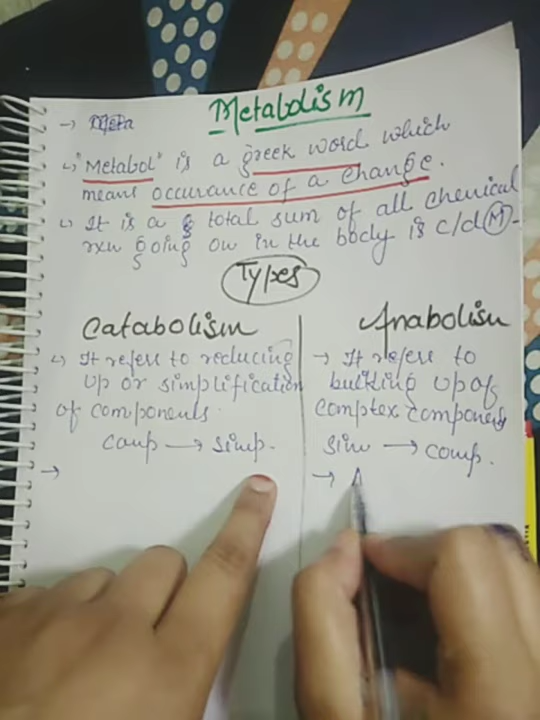 Metabolism
→ Meta
↳ "Metabol" is a greek word which
means occurance of a change.
↳ It is a total sum of all chemical
rxn going on in the body is c/d (M)-
Types
Catabolism
↳ It refers to reducing
up or simplification
of components.
comp → simp.
→
Anabolism
→ It refers to
building up of
complex components
sim → comp.
→ A